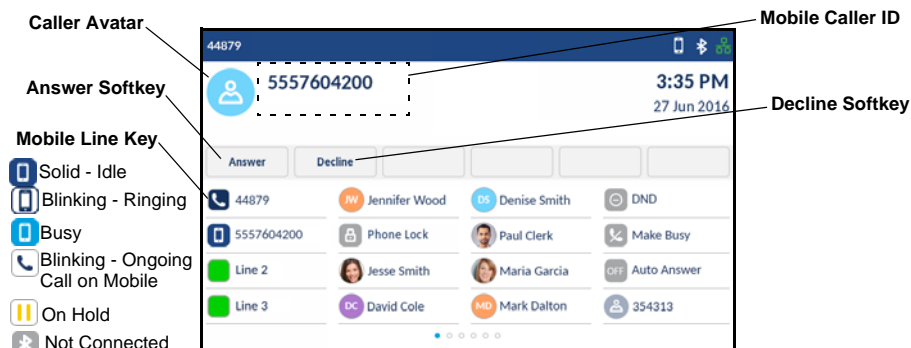 Caller Avatar
Mobile Caller ID
44879
5557604200
3:35 PM
27 Jun 2016
Answer Softkey
Decline Softkey
Mobile Line Key
Answer
Decline
Solid - Idle
Blinking - Ringing
Busy
Blinking - Ongoing
Call on Mobile
On Hold
Not Connected
44879
JW Jennifer Wood
DS Denise Smith
DND
5557604200
Phone Lock
Paul Clerk
Make Busy
Line 2
Jesse Smith
Maria Garcia
OFF Auto Answer
Line 3
DC David Cole
MD Mark Dalton
354313